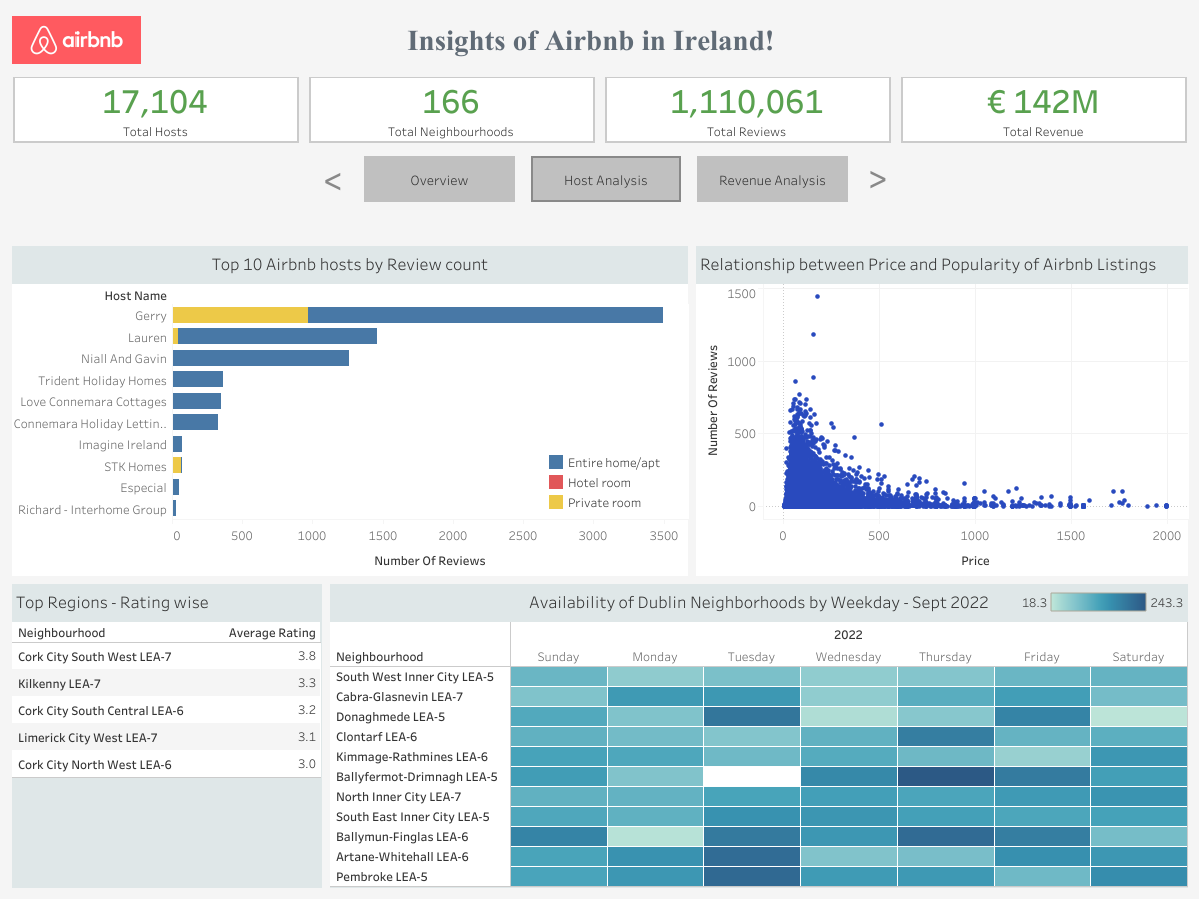 airbnb
Insights of Airbnb in Ireland!
17,104
Total Hosts
166
Total Neighbourhoods
1,110,061
Total Reviews
€ 142M
Total Revenue
<
Overview
Host Analysis
Revenue Analysis
>
Top 10 Airbnb hosts by Review count
Host Name
Gerry
Lauren
Niall And Gavin
Trident Holiday Homes
Love Connemara Cottages
Connemara Holiday Lettin..
Imagine Ireland
STK Homes
Especial
Richard - Interhome Group
Entire home/apt
Hotel room
Private room
0 500 1000 1500 2000 2500 3000 3500
Number Of Reviews
Relationship between Price and Popularity of Airbnb Listings
1500
1000
500
0
Number Of Reviews
0 500 1000 1500 2000
Price
Top Regions - Rating wise
Neighbourhood Average Rating
Cork City South West LEA-7 3.8
Kilkenny LEA-7 3.3
Cork City South Central LEA-6 3.2
Limerick City West LEA-7 3.1
Cork City North West LEA-6 3.0
Availability of Dublin Neighborhoods by Weekday - Sept 2022
18.3 243.3
2022
Neighbourhood Sunday Monday Tuesday Wednesday Thursday Friday Saturday
South West Inner City LEA-5
Cabra-Glasnevin LEA-7
Donaghmede LEA-5
Clontarf LEA-6
Kimmage-Rathmines LEA-6
Ballyfermot-Drimnagh LEA-5
North Inner City LEA-7
South East Inner City LEA-5
Ballymun-Finglas LEA-6
Artane-Whitehall LEA-6
Pembroke LEA-5